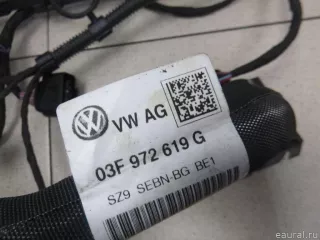 VW AG
03F 972 619 G
SZ9 SEBN-BG BE1
eaural.ru